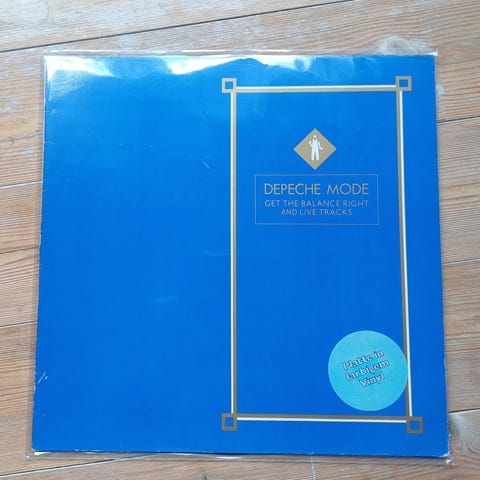 DEPECHE MODE
GET THE BALANCE RIGHT
AND LIVE TRACKS
Platte in
farbigem
Vinyl